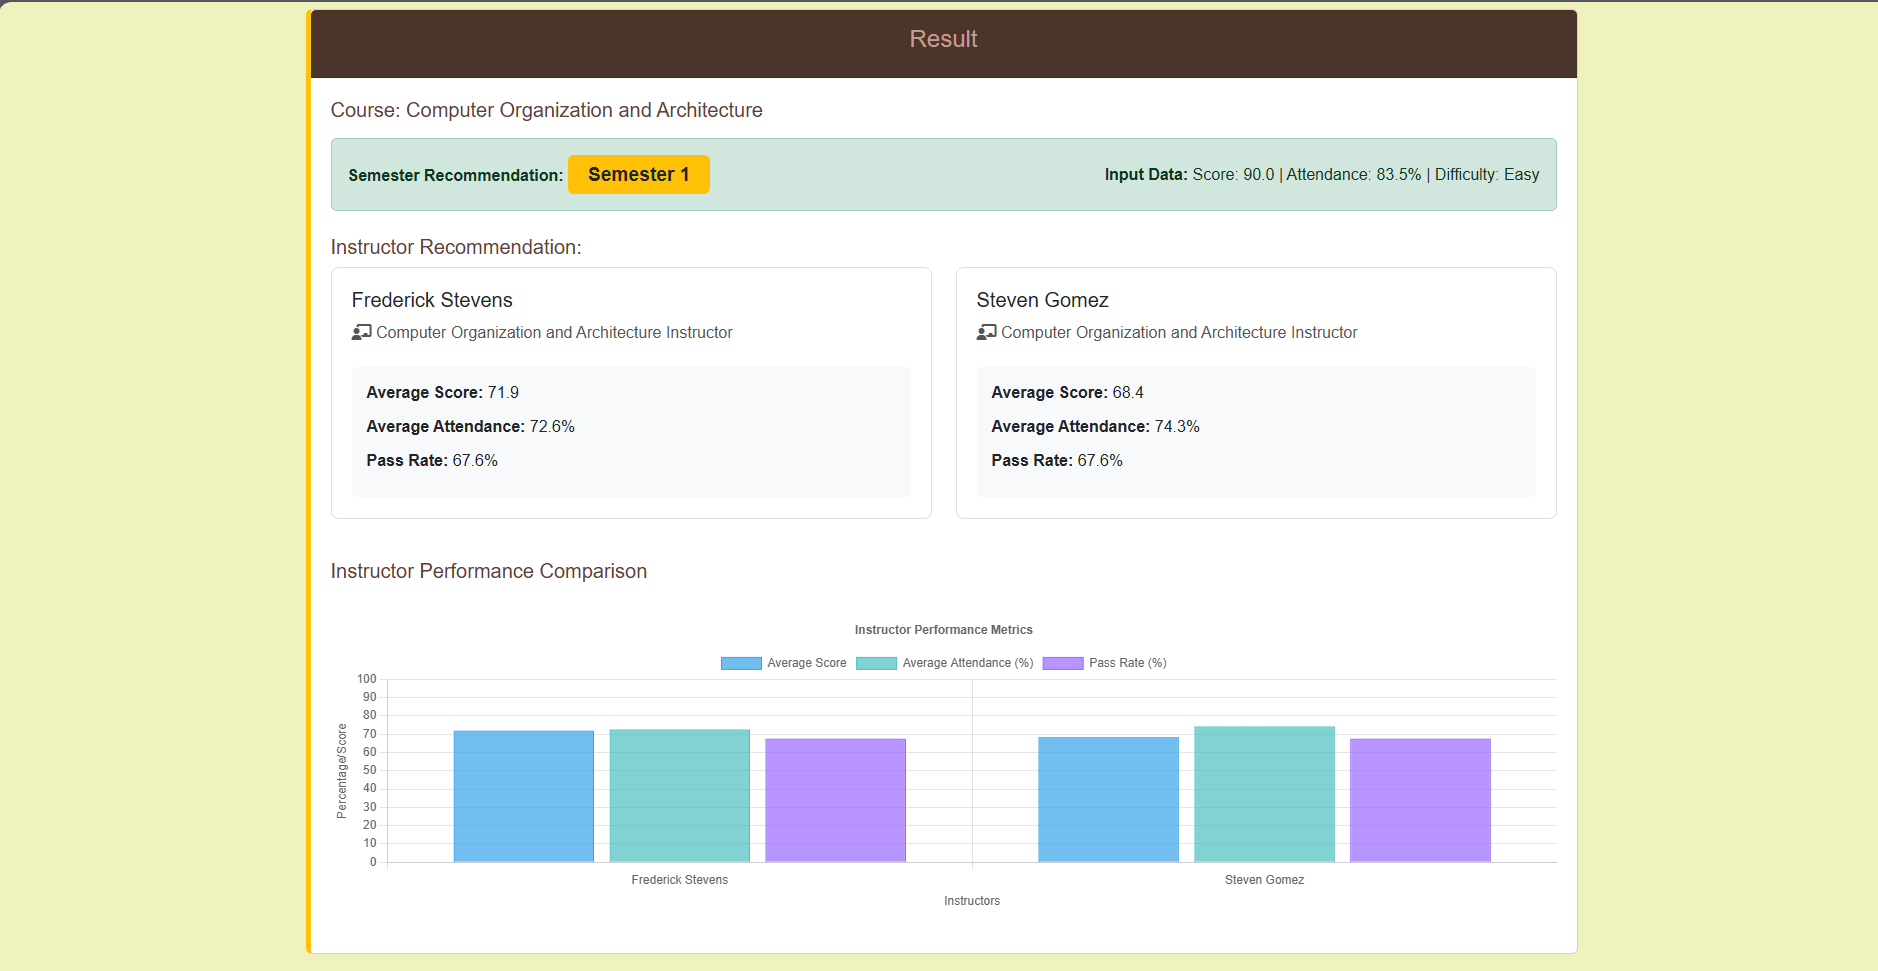 Result
Course: Computer Organization and Architecture
Semester Recommendation: Semester 1
Input Data: Score: 90.0 | Attendance: 83.5% | Difficulty: Easy
Instructor Recommendation:
Frederick Stevens
Computer Organization and Architecture Instructor
Average Score: 71.9
Average Attendance: 72.6%
Pass Rate: 67.6%
Steven Gomez
Computer Organization and Architecture Instructor
Average Score: 68.4
Average Attendance: 74.3%
Pass Rate: 67.6%
Instructor Performance Comparison
Instructor Performance Metrics
Average Score Average Attendance (%) Pass Rate (%)
Percentage/Score
100
90
80
70
60
50
40
30
20
10
0
Frederick Stevens
Steven Gomez
Instructors